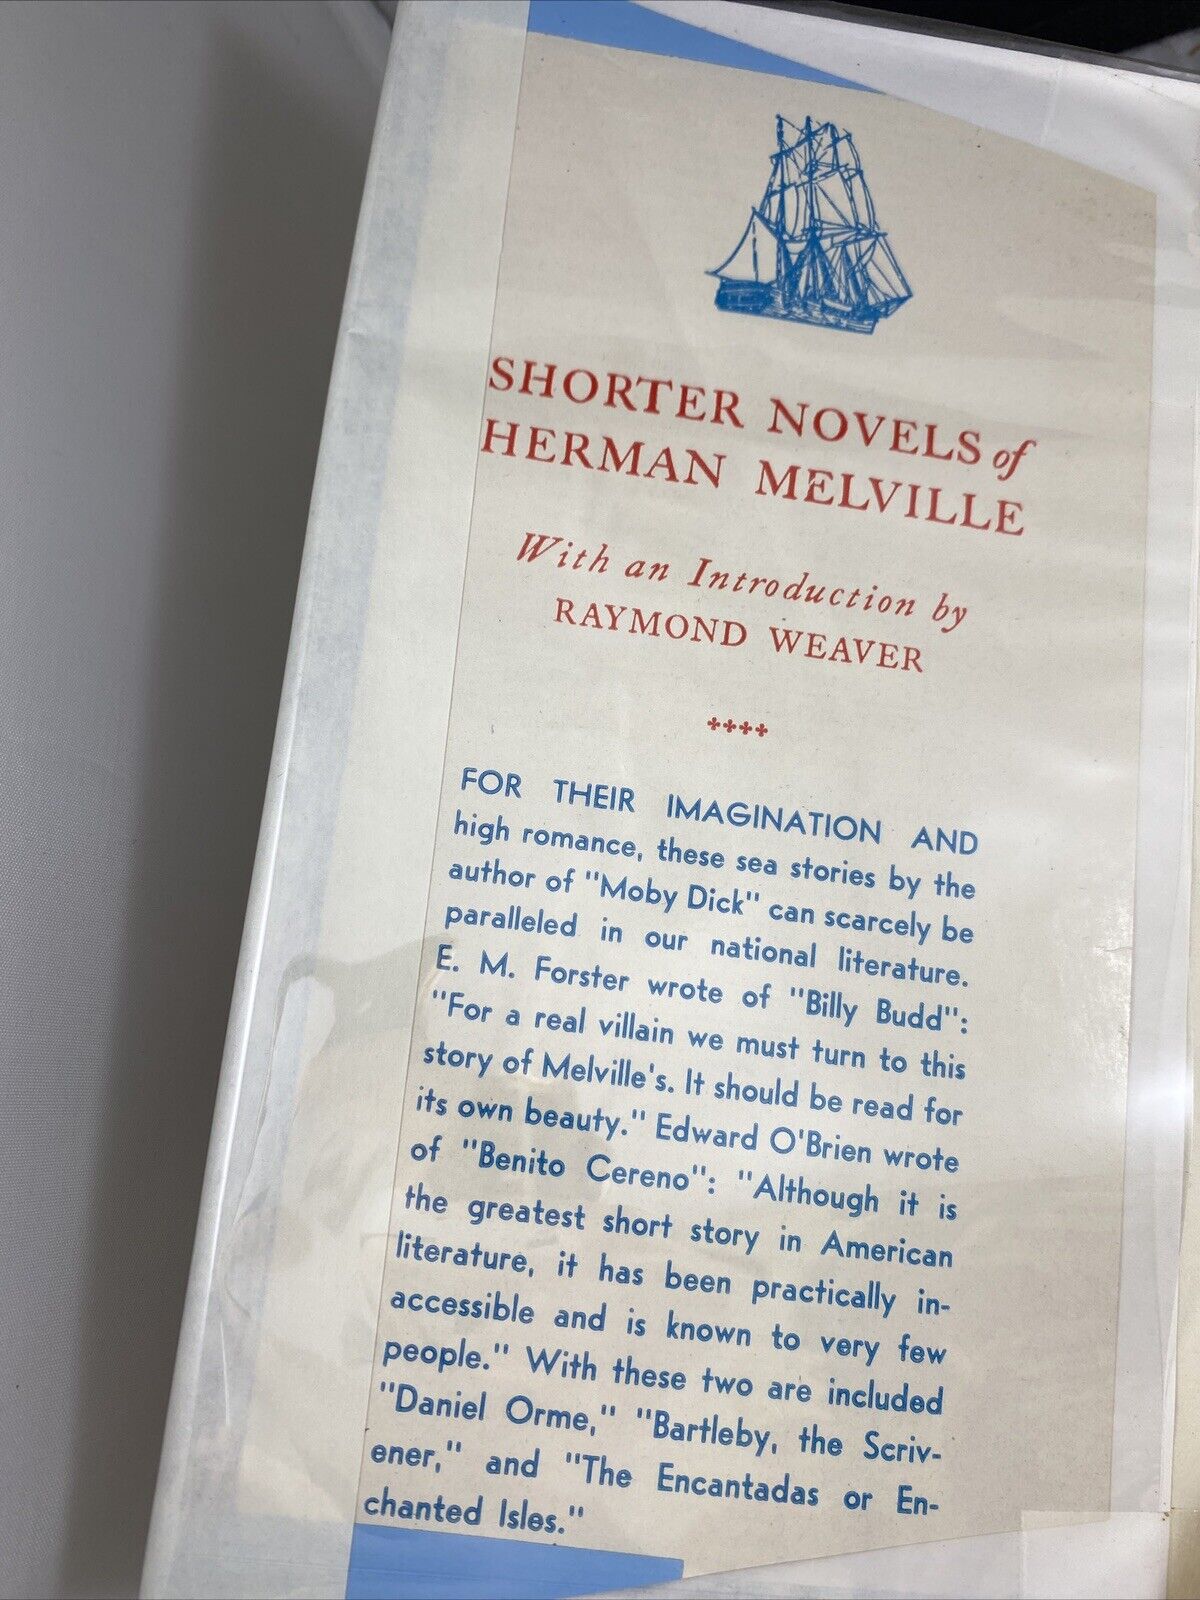 SHORTER NOVELS of
HERMAN MELVILLE
With an Introduction by
RAYMOND WEAVER
FOR THEIR IMAGINATION AND
high romance, these sea stories by the
author of "Moby Dick" can scarcely be
paralleled in our national literature.
E. M. Forster wrote of "Billy Budd":
"For a real villain we must turn to this
story of Melville's. It should be read for
its own beauty." Edward O'Brien wrote
of "Benito Cereno": "Although it is
the greatest short story in American
literature, it has been practically in-
accessible and is known to very few
people." With these two are included
"Daniel Orme," "Bartleby, the Scriv-
ener," and "The Encantadas or En-
chanted Isles."